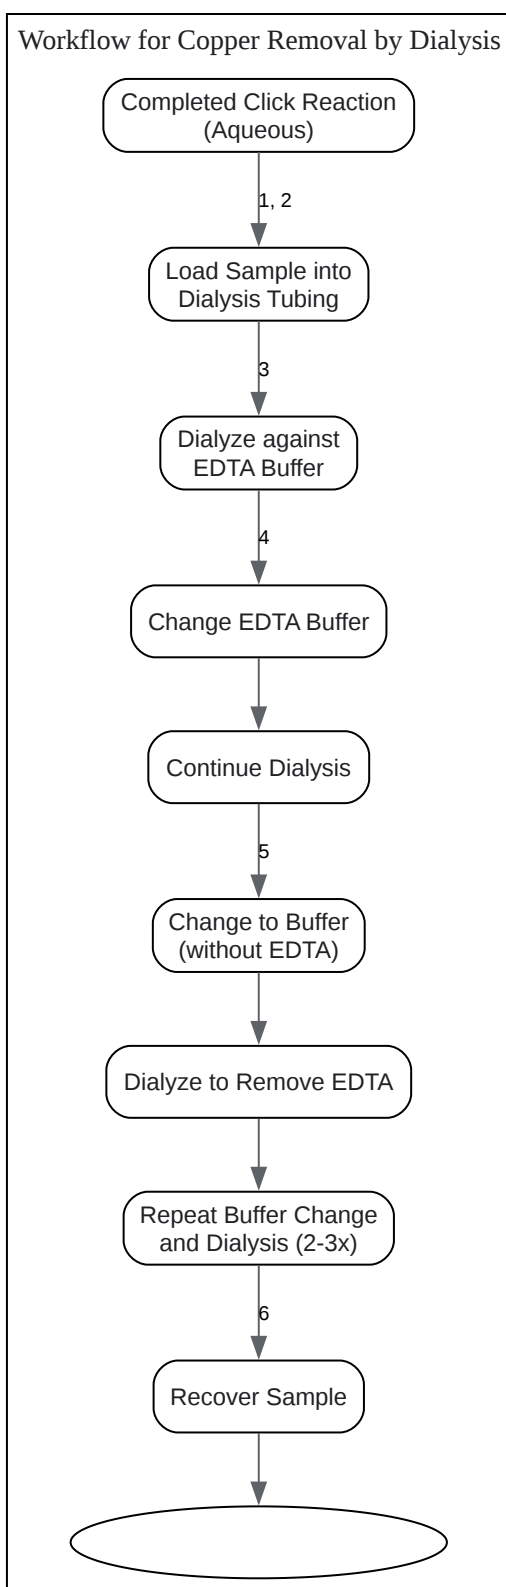 Workflow for Copper Removal by Dialysis
Completed Click Reaction
(Aqueous)
1, 2
Load Sample into
Dialysis Tubing
3
Dialyze against
EDTA Buffer
4
Change EDTA Buffer
Continue Dialysis
5
Change to Buffer
(without EDTA)
Dialyze to Remove EDTA
Repeat Buffer Change
and Dialysis (2-3x)
6
Recover Sample